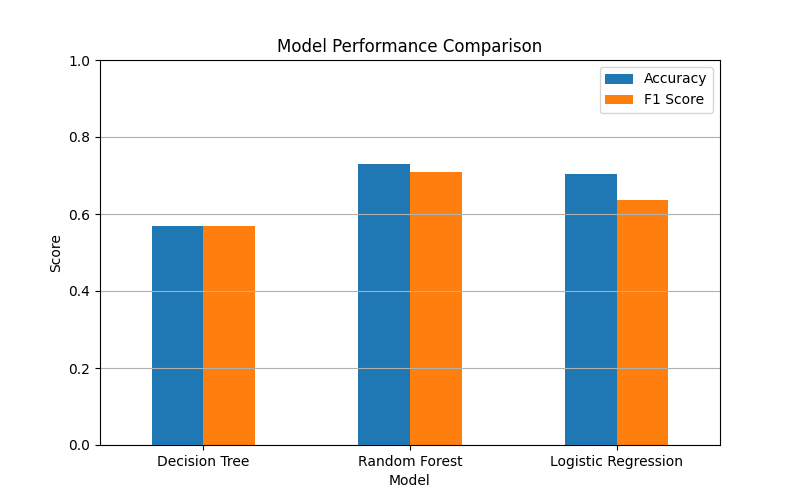 Model Performance Comparison
Accuracy
F1 Score
1.0
0.8
0.6
0.4
0.2
0.0
Score
Decision Tree
Random Forest
Logistic Regression
Model